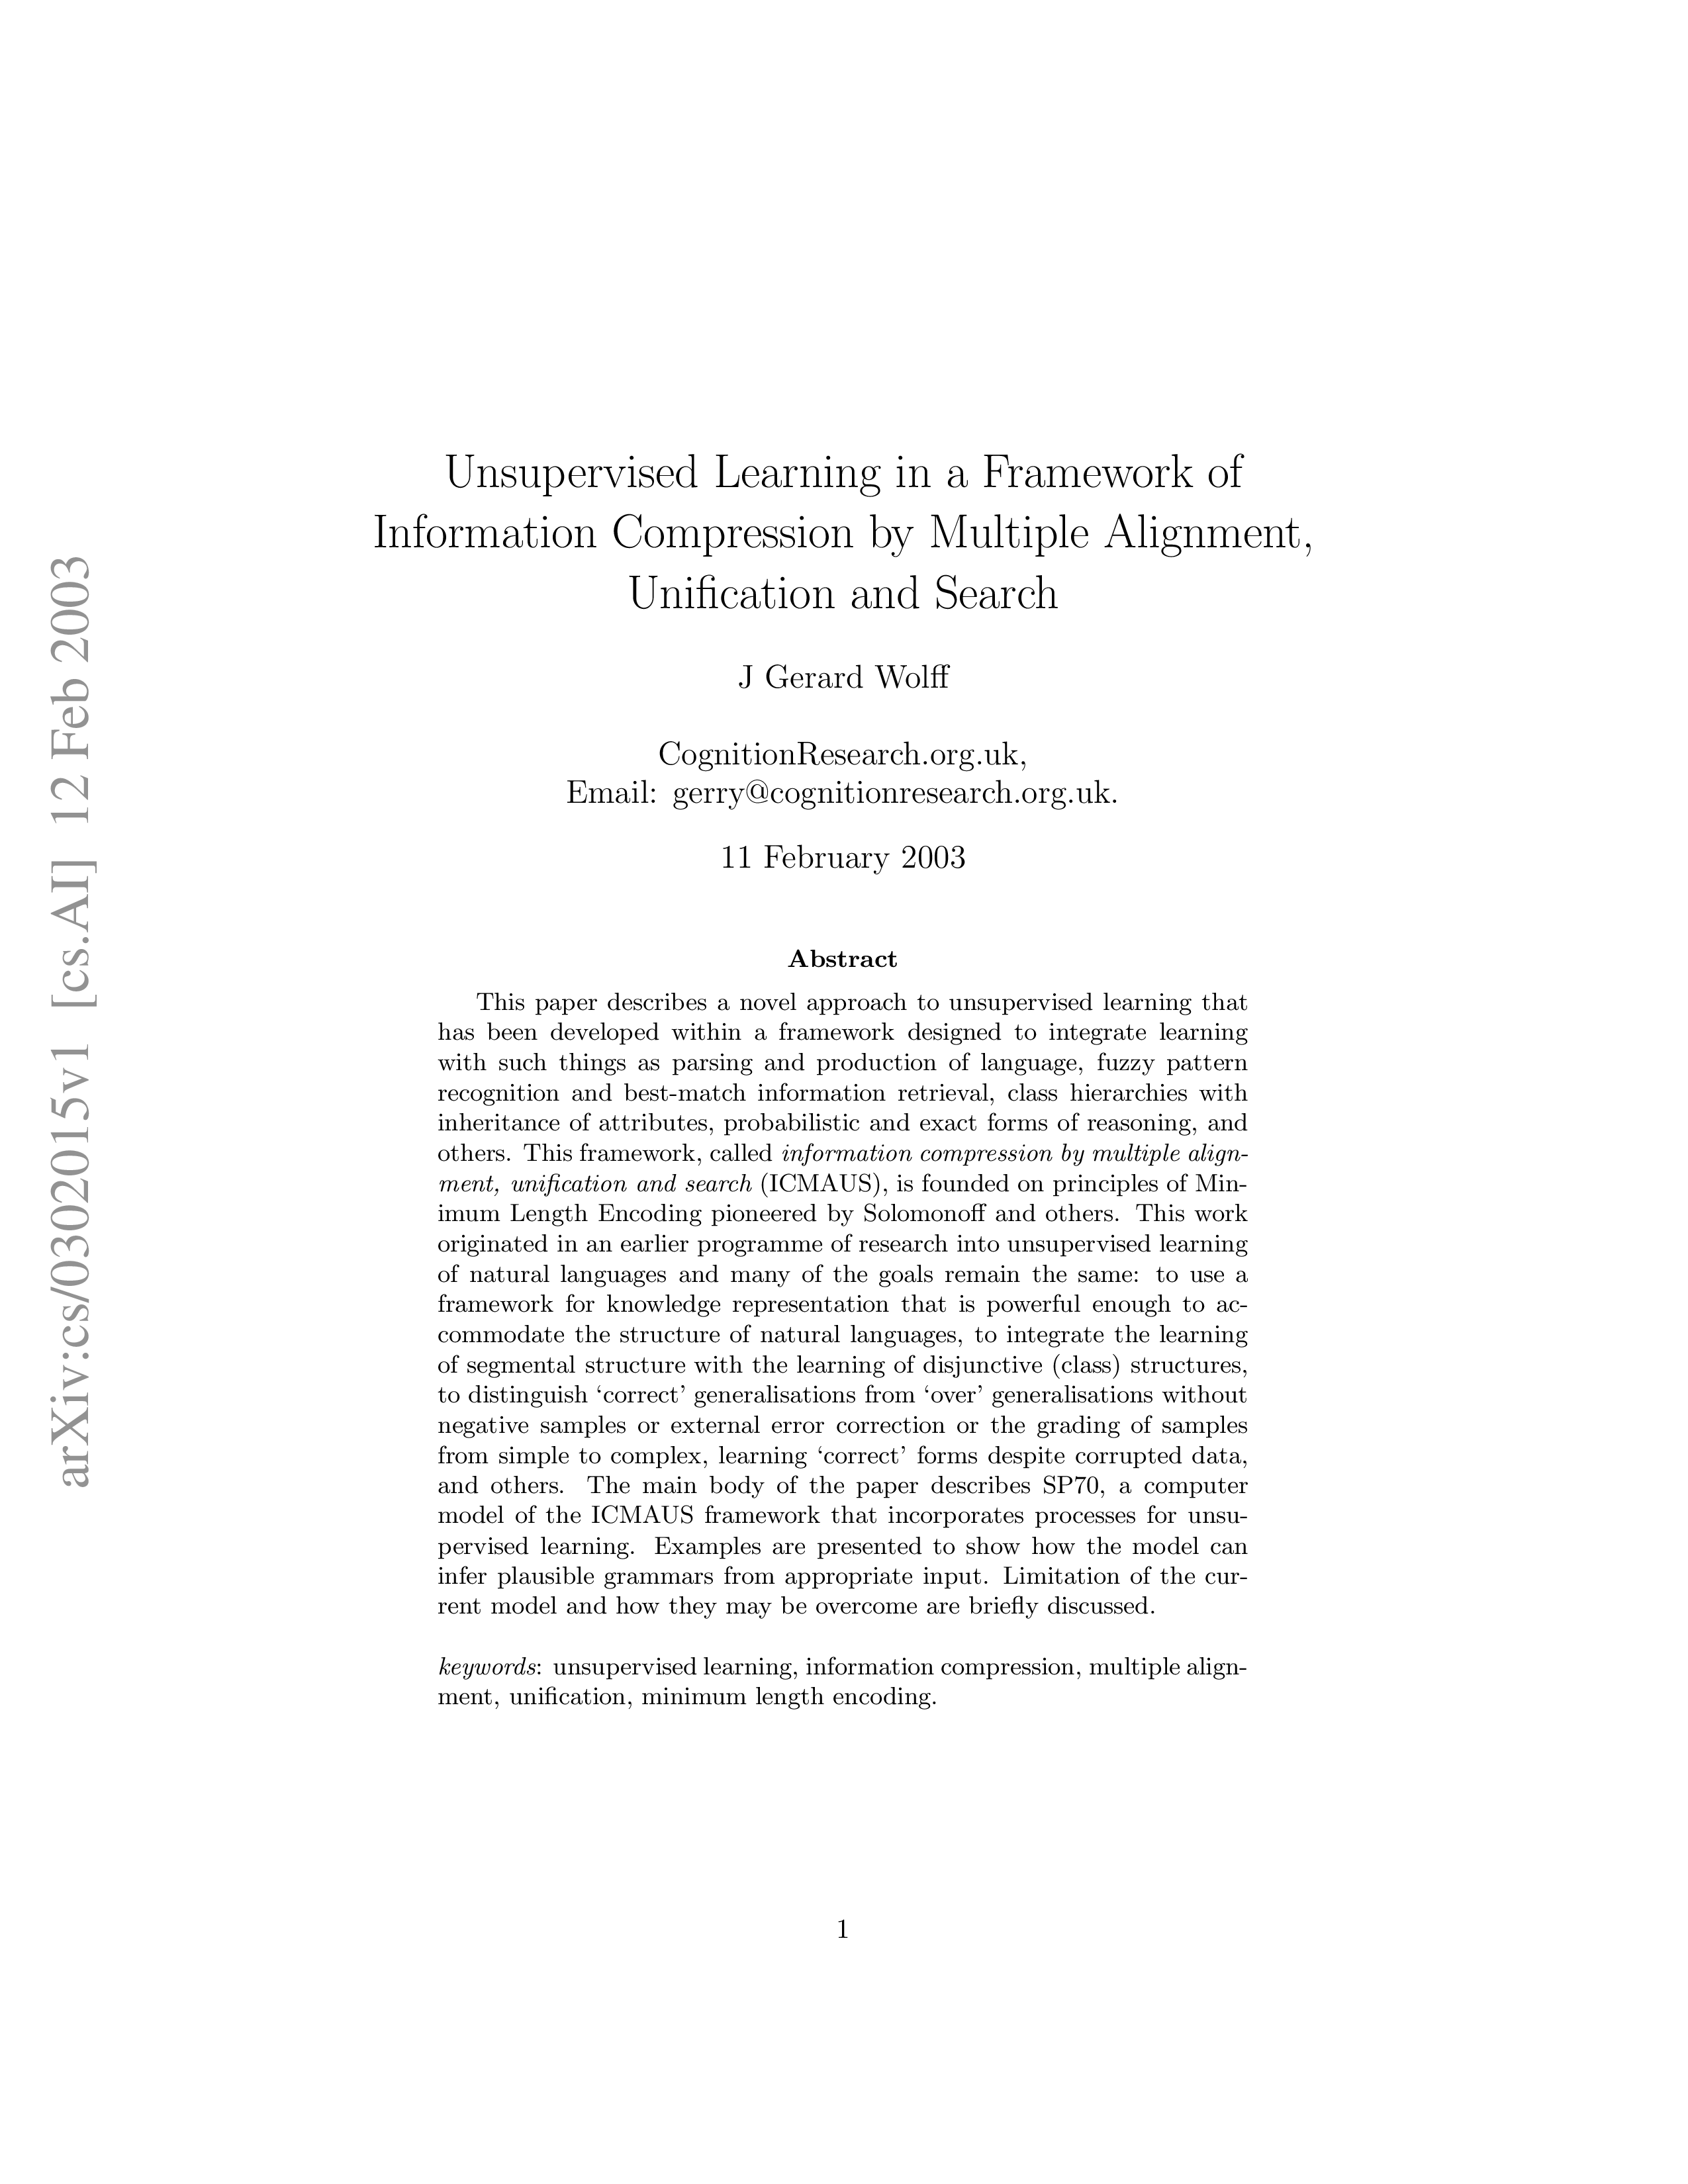 arXiv:cs/0302015v1 [cs.AI] 12 Feb 2003
Unsupervised Learning in a Framework of
Information Compression by Multiple Alignment,
Unification and Search
J Gerard Wolff
CognitionResearch.org.uk,
Email: gerry@cognitionresearch.org.uk.
11 February 2003
Abstract
This paper describes a novel approach to unsupervised learning that
has been developed within a framework designed to integrate learning
with such things as parsing and production of language, fuzzy pattern
recognition and best-match information retrieval, class hierarchies with
inheritance of attributes, probabilistic and exact forms of reasoning, and
others. This framework, called information compression by multiple align-
ment, unification and search (ICMAUS), is founded on principles of Min-
imum Length Encoding pioneered by Solomonoff and others. This work
originated in an earlier programme of research into unsupervised learning
of natural languages and many of the goals remain the same: to use a
framework for knowledge representation that is powerful enough to ac-
commodate the structure of natural languages, to integrate the learning
of segmental structure with the learning of disjunctive (class) structures,
to distinguish ‘correct’ generalisations from ‘over’ generalisations without
negative samples or external error correction or the grading of samples
from simple to complex, learning ‘correct’ forms despite corrupted data,
and others. The main body of the paper describes SP70, a computer
model of the ICMAUS framework that incorporates processes for unsu-
pervised learning. Examples are presented to show how the model can
infer plausible grammars from appropriate input. Limitation of the cur-
rent model and how they may be overcome are briefly discussed.
keywords: unsupervised learning, information compression, multiple align-
ment, unification, minimum length encoding.
1